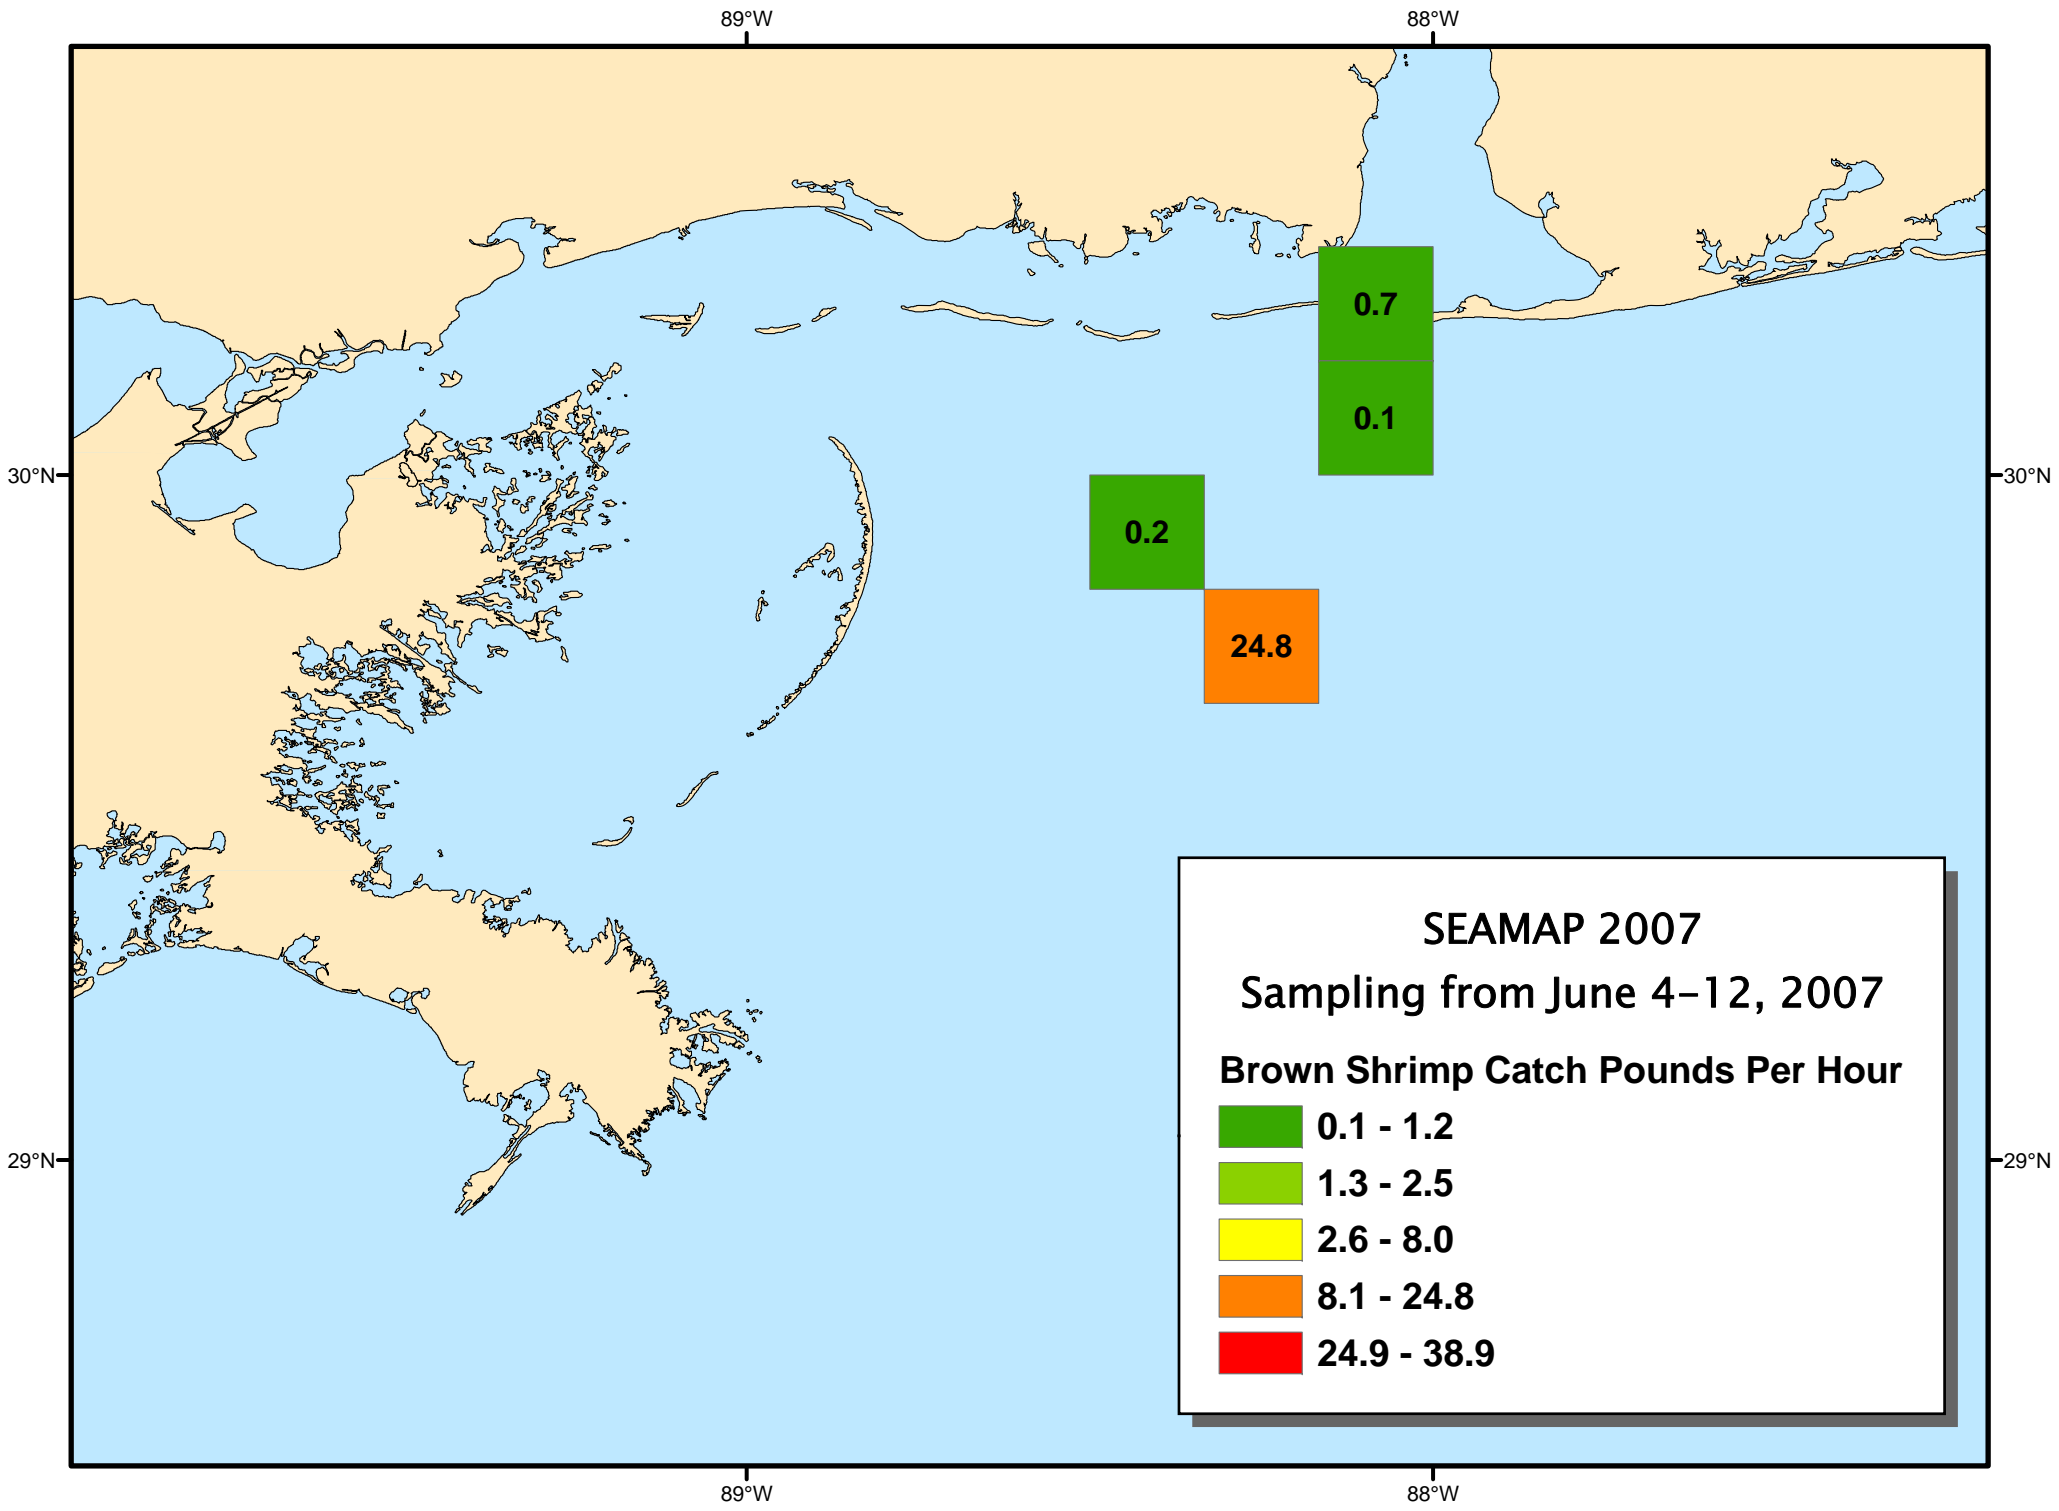 89°W
88°W
0.7
0.1
30°N
30°N
0.2
24.8
SEAMAP 2007
Sampling from June 4-12, 2007
Brown Shrimp Catch Pounds Per Hour
0.1 - 1.2
1.3 - 2.5
2.6 - 8.0
8.1 - 24.8
24.9 - 38.9
29°N
29°N
89°W
88°W